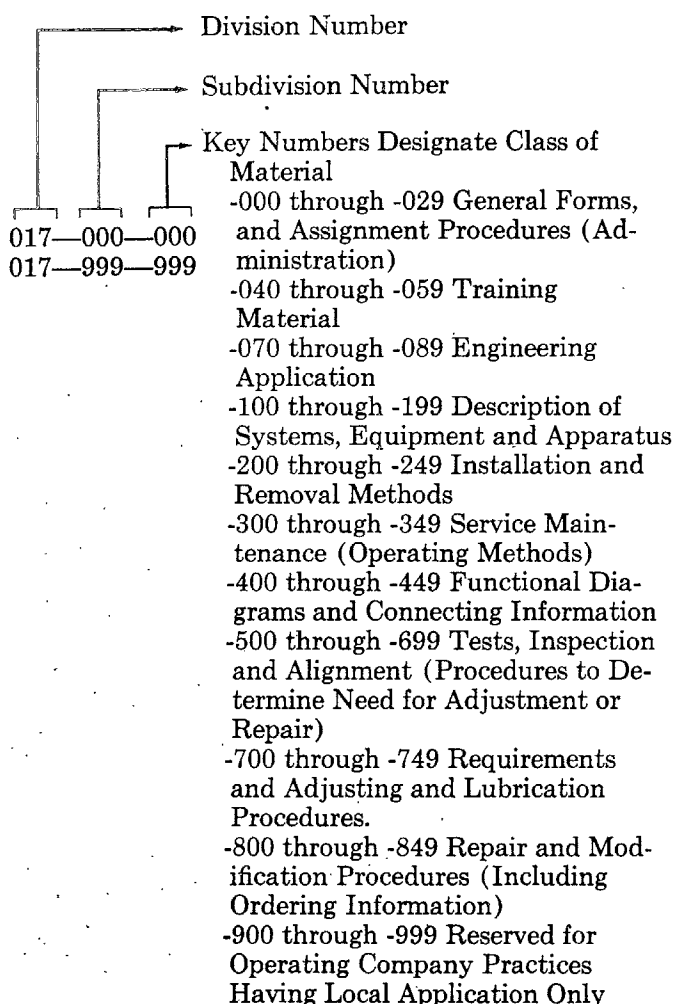 Division Number
Subdivision Number
Key Numbers Designate Class of
Material
-000 through -029 General Forms,
017—000—000 and Assignment Procedures (Ad-
017—999—999 ministration)
-040 through -059 Training
Material
-070 through -089 Engineering
Application
-100 through -199 Description of
Systems, Equipment and Apparatus
-200 through -249 Installation and
Removal Methods
-300 through -349 Service Main-
tenance (Operating Methods)
-400 through -449 Functional Dia-
grams and Connecting Information
-500 through -699 Tests, Inspection
and Alignment (Procedures to De-
termine Need for Adjustment or
Repair)
-700 through -749 Requirements
and Adjusting and Lubrication
Procedures.
-800 through -849 Repair and Mod-
ification Procedures (Including
Ordering Information)
-900 through -999 Reserved for
Operating Company Practices
Having Local Application Only